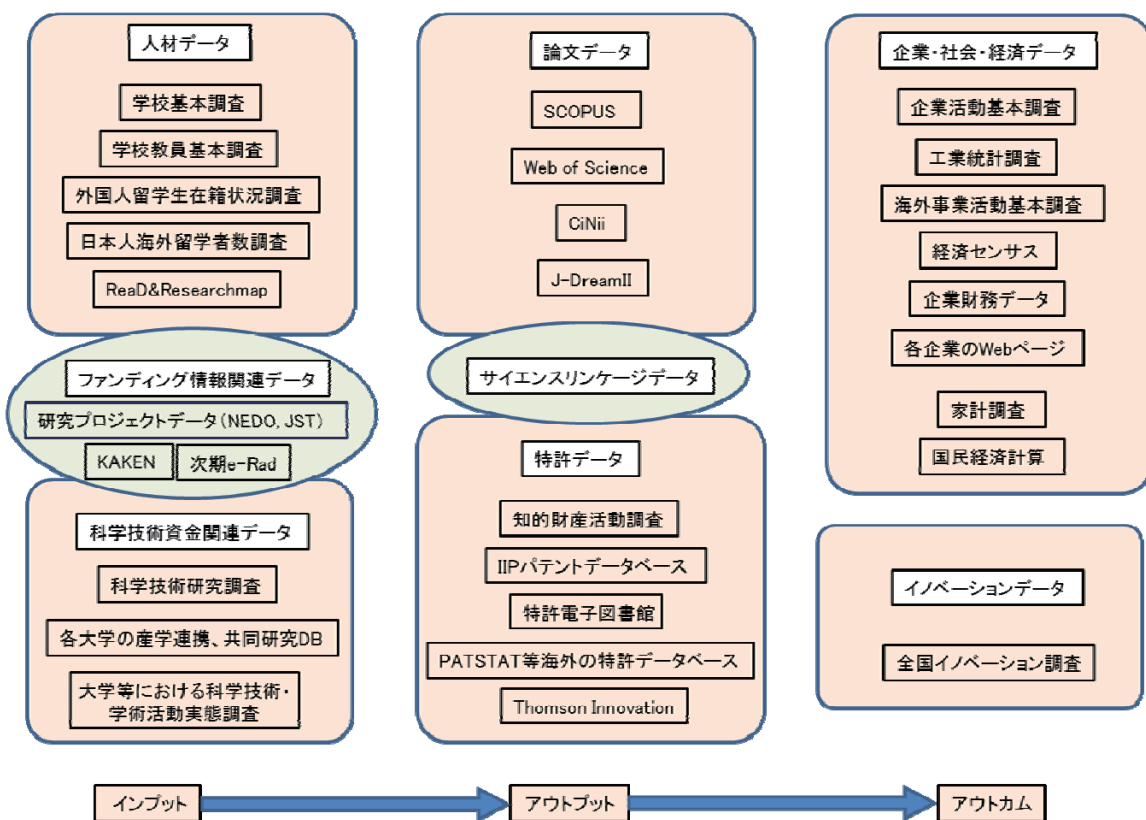 人材データ
学校基本調査
学校教員基本調査
外国人留学生在籍状況調査
日本人海外留学者数調査
ReaD&Researchmap
ファンディング情報関連データ
研究プロジェクトデータ(NEDO, JST)
KAKEN
次期e-Rad
科学技術資金関連データ
科学技術研究調査
各大学の産学連携、共同研究DB
大学等における科学技術・
学術活動実態調査
論文データ
SCOPUS
Web of Science
CiNii
J-DreamII
サイエンスリンケージデータ
特許データ
知的財産活動調査
IIPパテントデータベース
特許電子図書館
PATSTAT等海外の特許データベース
Thomson Innovation
企業・社会・経済データ
企業活動基本調査
工業統計調査
海外事業活動基本調査
経済センサス
企業財務データ
各企業のWebページ
家計調査
国民経済計算
イノベーションデータ
全国イノベーション調査
インプット
アウトプット
アウトカム